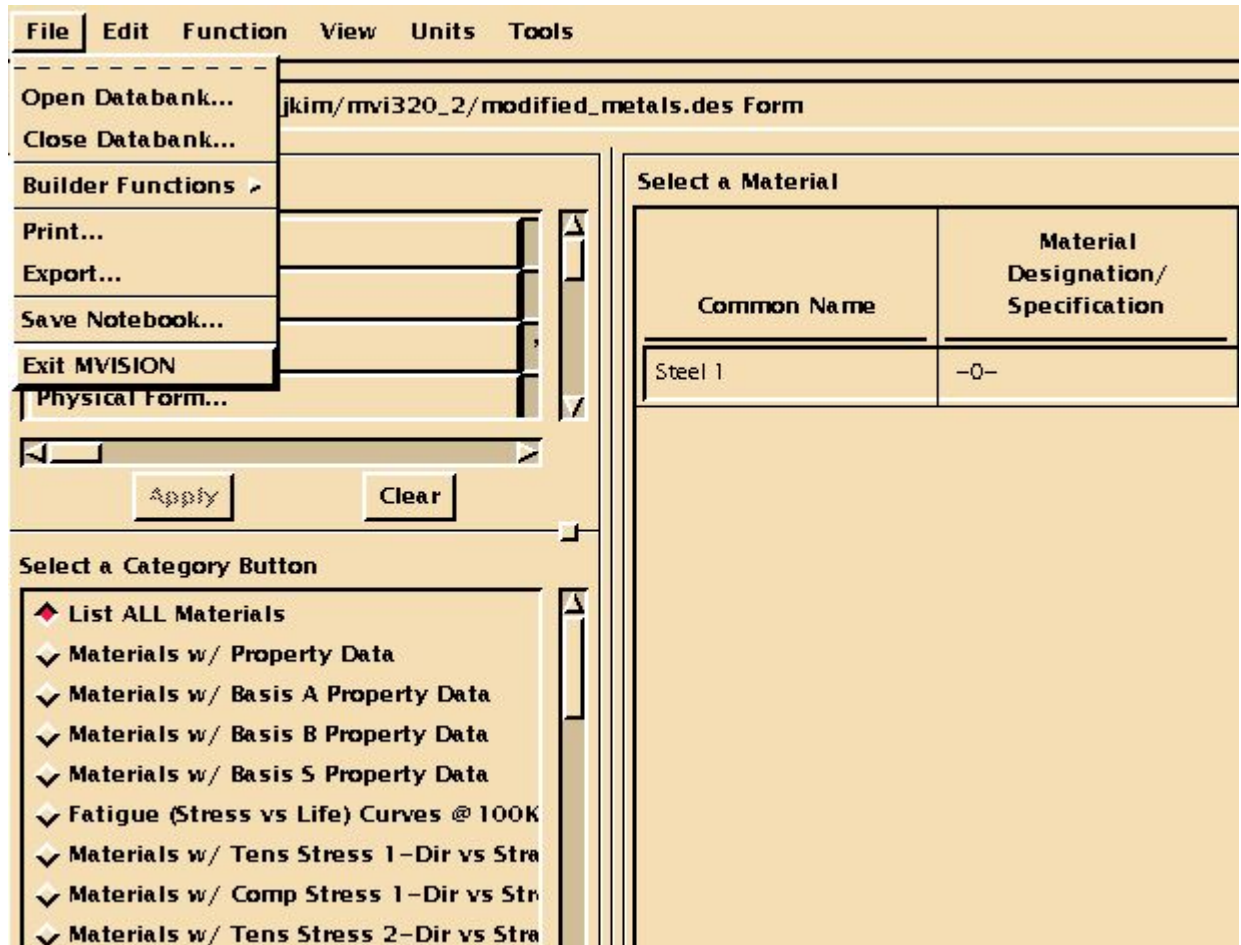 File Edit Function View Units Tools
Open Databank...
jkim/mvi320_2/modified_metals.des Form
Close Databank...
Builder Functions
Print...
Export...
Save Notebook...
Exit MVISION
Physical Form...
Apply Clear
Select a Category Button
List ALL Materials
Materials w/ Property Data
Materials w/ Basis A Property Data
Materials w/ Basis B Property Data
Materials w/ Basis S Property Data
Fatigue (Stress vs Life) Curves @ 100K
Materials w/ Tens Stress 1-Dir vs Stra
Materials w/ Comp Stress 1-Dir vs Str
Materials w/ Tens Stress 2-Dir vs Stra
Select a Material
Common Name
Material
Designation/
Specification
Steel 1 -0-